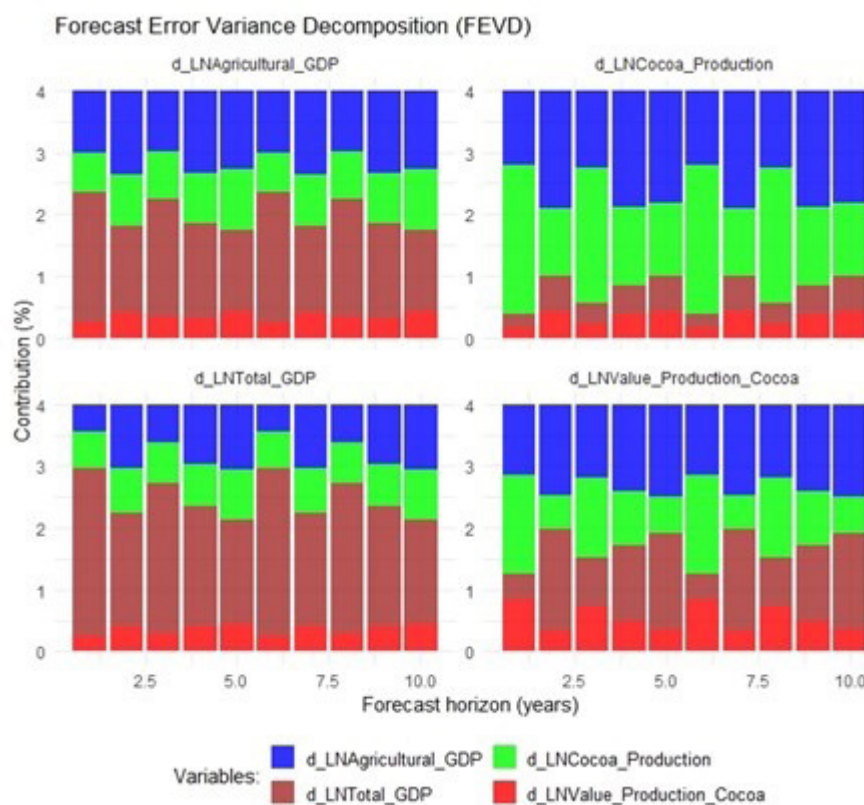 Forecast Error Variance Decomposition (FEVD)
d_LNAgricultural_GDP
d_LNCocoa_Production
4
3
2
1
0
4
3
2
1
0
Contribution (%)
d_LNTotal_GDP
d_LNValue_Production_Cocoa
4
3
2
1
0
4
3
2
1
0
2.5 5.0 7.5 10.0
2.5 5.0 7.5 10.0
Forecast horizon (years)
Variables:
d_LNAgricultural_GDP
d_LNCocoa_Production
d_LNTotal_GDP
d_LNValue_Production_Cocoa